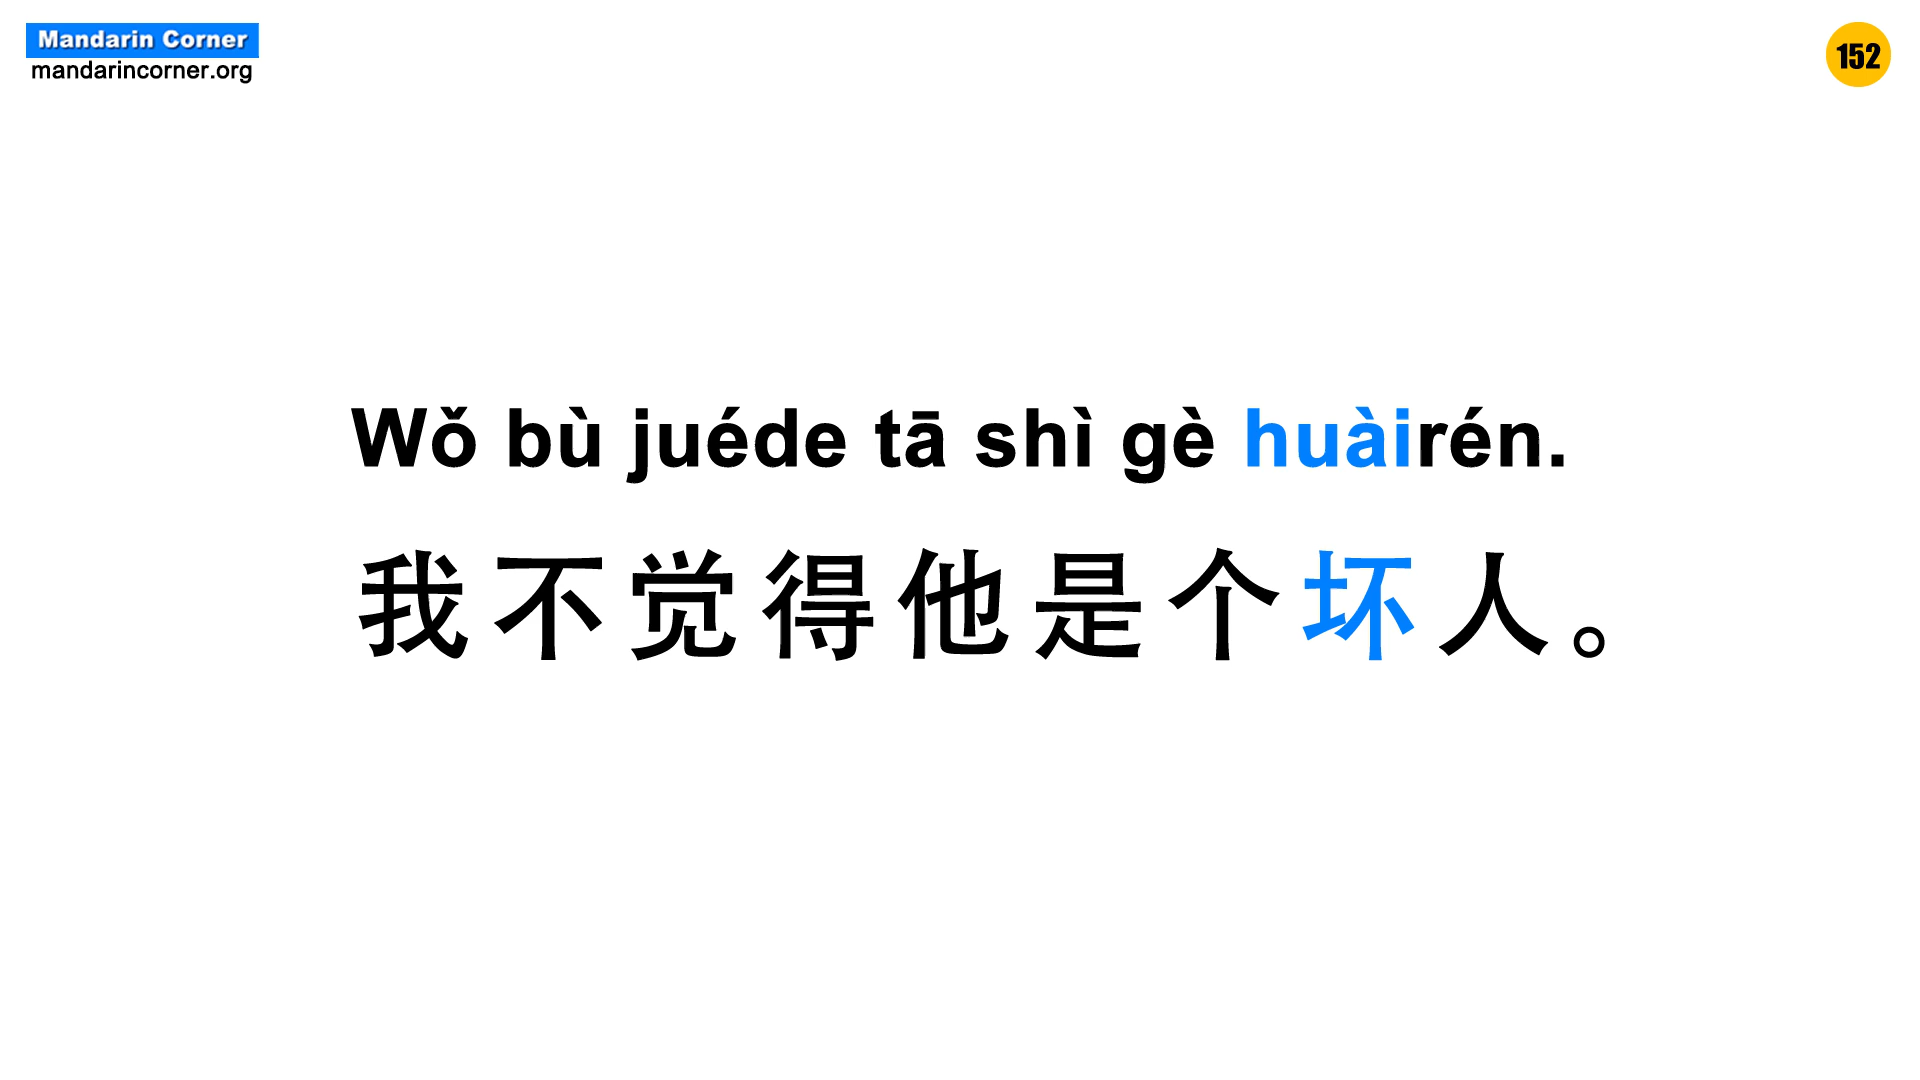 Mandarin Corner
mandarincorner.org
152
Wǒ bù juéde tā shì gè huàirén.
我不觉得他是个坏人。